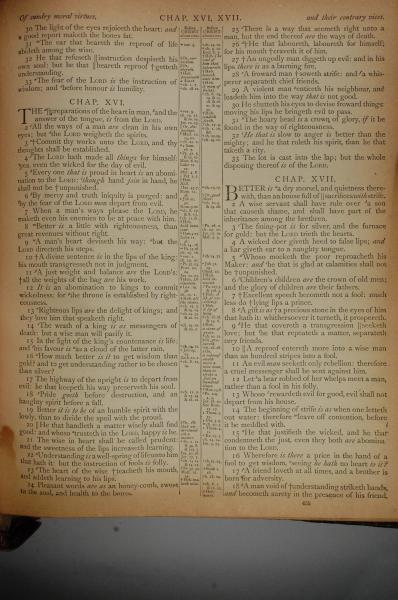 Of sundry moral virtues,
CHAP. XVI, XVII.
and their contrary vices.
30 The light of the eyes rejoiceth the heart: and
a good report maketh the bones fat.
31 The ear that heareth the reproof of life
abideth among the wise.
32 He that refuseth instruction despiseth his
own soul: but he that heareth reproof getteth
understanding.
33 The fear of the LORD is the instruction of
wisdom; and before honour is humility.
CHAP. XVI.
THE preparations of the heart in man, and the
answer of the tongue, is from the LORD.
2 All the ways of a man are clean in his own
eyes; but the LORD weigheth the spirits.
3 Commit thy works unto the LORD, and thy
thoughts shall be established.
4 The LORD hath made all things for himself:
yea, even the wicked for the day of evil.
5 Every one that is proud in heart is an abomi-
nation to the LORD: though hand join in hand, he
shall not be unpunished.
6 By mercy and truth iniquity is purged: and
by the fear of the LORD men depart from evil.
7 When a man's ways please the LORD, he
maketh even his enemies to be at peace with him.
8 Better is a little with righteousness, than
great revenues without right.
9 A man's heart deviseth his way: but the
LORD directeth his steps.
10 A divine sentence is in the lips of the king:
his mouth transgresseth not in judgment.
11 A just weight and balance are the LORD'S:
all the weights of the bag are his work.
12 It is an abomination to kings to commit
wickedness: for the throne is established by right-
eousness.
13 Righteous lips are the delight of kings; and
they love him that speaketh right.
14 The wrath of a king is as messengers of
death: but a wise man will pacify it.
15 In the light of the king's countenance is life;
and his favour is as a cloud of the latter rain.
16 How much better is it to get wisdom than
gold? and to get understanding rather to be chosen
than silver?
17 The highway of the upright is to depart from
evil: he that keepeth his way preserveth his soul.
18 Pride goeth before destruction, and an
haughty spirit before a fall.
19 Better it is to be of an humble spirit with the
lowly, than to divide the spoil with the proud.
20 He that handleth a matter wisely shall find
good: and whoso trusteth in the LORD, happy is he.
21 The wise in heart shall be called prudent:
and the sweetness of the lips increaseth learning.
22 Understanding is a wellspring of life unto him
that hath it: but the instruction of fools is folly.
23 The heart of the wise teacheth his mouth,
and addeth learning to his lips.
24 Pleasant words are as an honey-comb, sweet
to the soul, and health to the bones.
25 There is a way that seemeth right unto a
man, but the end thereof are the ways of death.
26 He that laboureth, laboureth for himself;
for his mouth craveth it of him.
27 An ungodly man diggeth up evil: and in his
lips there is as a burning fire.
28 A froward man soweth strife: and a whis-
perer separateth chief friends.
29 A violent man enticeth his neighbour, and
leadeth him into the way that is not good.
30 He shutteth his eyes to devise froward things:
moving his lips he bringeth evil to pass.
31 The hoary head is a crown of glory, if it be
found in the way of righteousness.
32 He that is slow to anger is better than the
mighty; and he that ruleth his spirit, than he that
taketh a city.
33 The lot is cast into the lap; but the whole
disposing thereof is of the LORD.
CHAP. XVII.
BETTER is a dry morsel, and quietness there-
with, than an house full of sacrifices with strife.
2 A wise servant shall have rule over a son
that causeth shame, and shall have part of the
inheritance among the brethren.
3 The fining-pot is for silver, and the furnace
for gold: but the LORD trieth the hearts.
4 A wicked doer giveth heed to false lips; and
a liar giveth ear to a naughty tongue.
5 Whoso mocketh the poor reproacheth his
Maker: and he that is glad at calamities shall not
be unpunished.
6 Children's children are the crown of old men;
and the glory of children are their fathers.
7 Excellent speech becometh not a fool: much
less do lying lips a prince.
8 A gift is as a precious stone in the eyes of him
that hath it: whithersoever it turneth, it prospereth.
9 He that covereth a transgression seeketh
love; but he that repeateth a matter, separateth
very friends.
10 A reproof entereth more into a wise man
than an hundred stripes into a fool.
11 An evil man seeketh only rebellion: therefore
a cruel messenger shall be sent against him.
12 Let a bear robbed of her whelps meet a man,
rather than a fool in his folly.
13 Whoso rewardeth evil for good, evil shall not
depart from his house.
14 The beginning of strife is as when one letteth
out water: therefore leave off contention, before
it be meddled with.
15 He that justifieth the wicked, and he that
condemneth the just, even they both are abomina-
tion to the LORD.
16 Wherefore is there a price in the hand of a
fool to get wisdom, seeing he hath no heart to it?
17 A friend loveth at all times, and a brother is
born for adversity.
18 A man void of understanding striketh hands,
and becometh surety in the presence of his friend.